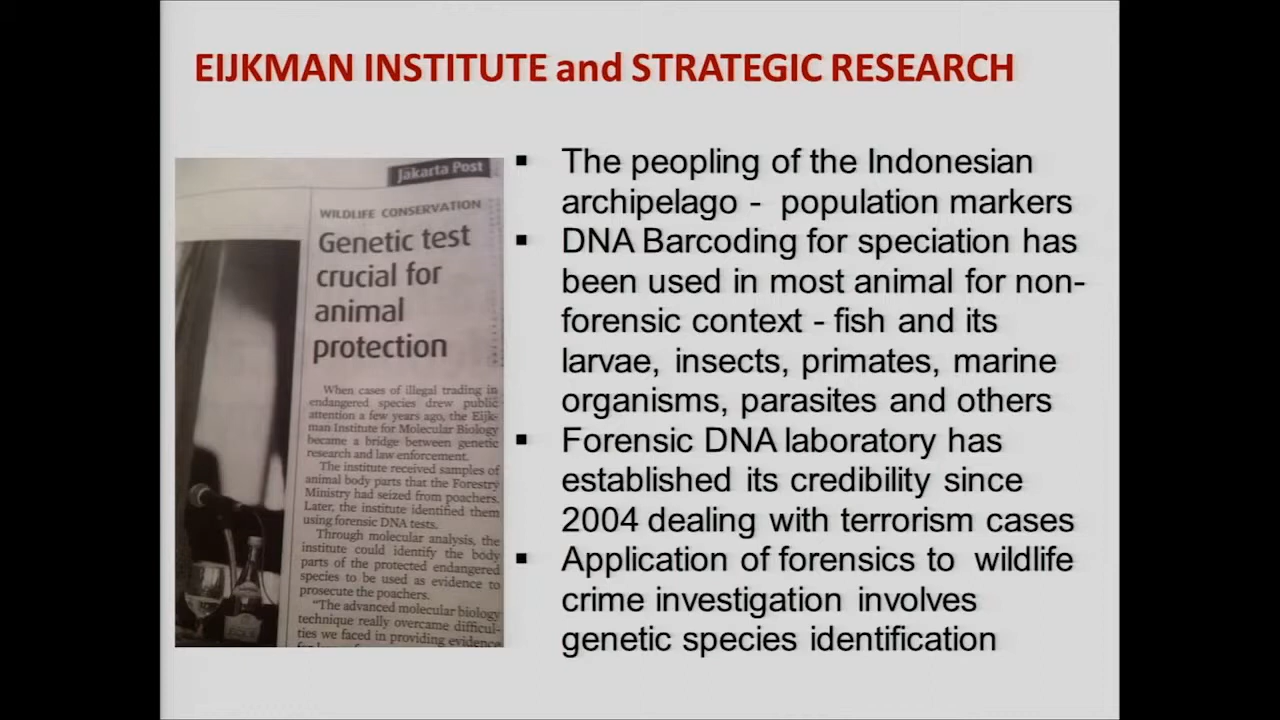 EIJKMAN INSTITUTE and STRATEGIC RESEARCH
Jakarta Post
WILDLIFE CONSERVATION
Genetic test
crucial for
animal
protection
When cases of illegal trading in
endangered species drew public
attention a few years ago, the Eijk-
man Institute for Molecular Biology
became a bridge between genetic
research and law enforcement.
The institute received samples of
animal body parts that the Forestry
Ministry had seized from poachers.
Later, the institute identified them
using forensic DNA tests.
Through molecular analysis, the
institute could identify the body
parts of the protected endangered
species to be used as evidence to
prosecute the poachers.
"The advanced molecular biology
technique really overcame difficul-
ties we faced in providing evidence
▪ The peopling of the Indonesian
archipelago - population markers
▪ DNA Barcoding for speciation has
been used in most animal for non-
forensic context - fish and its
larvae, insects, primates, marine
organisms, parasites and others
▪ Forensic DNA laboratory has
established its credibility since
2004 dealing with terrorism cases
▪ Application of forensics to wildlife
crime investigation involves
genetic species identification